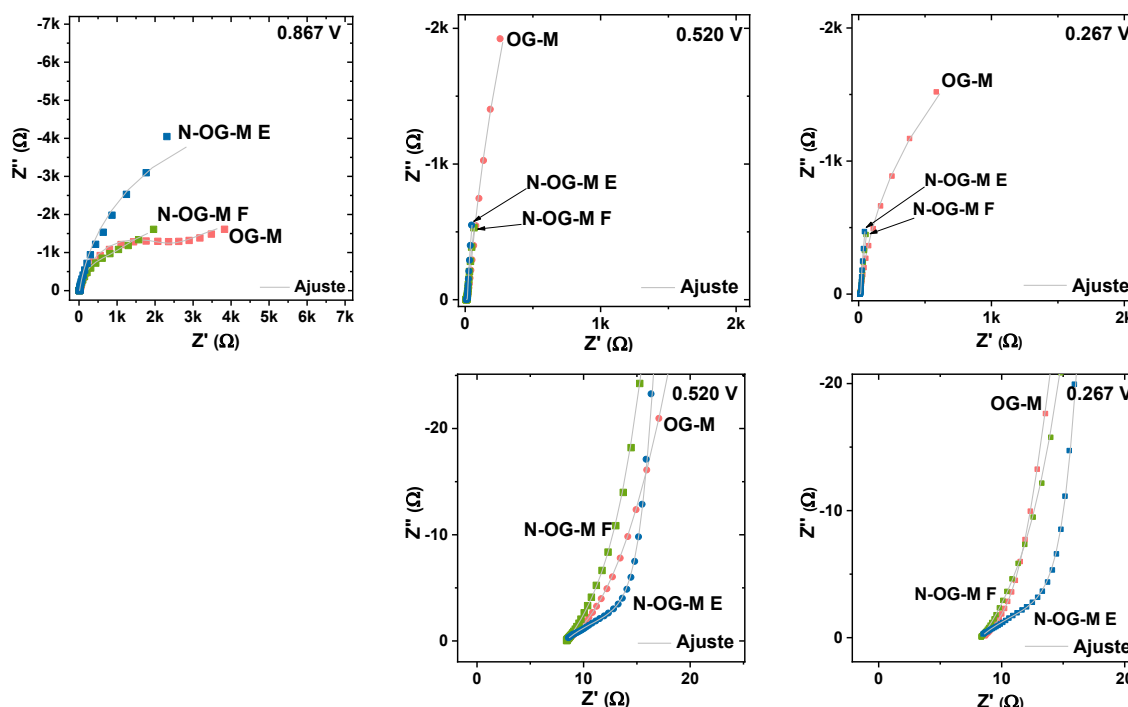 -7k
-6k
-5k
-4k
-3k
-2k
-1k
0
Z'' (Ω)
0.867 V
N-OG-M E
N-OG-M F
OG-M
Ajuste
0 1k 2k 3k 4k 5k 6k 7k
Z' (Ω)
-2k
-1k
0
Z'' (Ω)
0.520 V
OG-M
N-OG-M E
N-OG-M F
Ajuste
0 1k 2k
Z' (Ω)
-2k
-1k
0
Z'' (Ω)
0.267 V
OG-M
N-OG-M E
N-OG-M F
Ajuste
0 1k 2k
Z' (Ω)
-20
-10
0
Z'' (Ω)
0.520 V
OG-M
N-OG-M F
N-OG-M E
Ajuste
0 10 20
Z' (Ω)
-20
-10
0
Z'' (Ω)
0.267 V
OG-M
N-OG-M F
N-OG-M E
Ajuste
0 10 20
Z' (Ω)